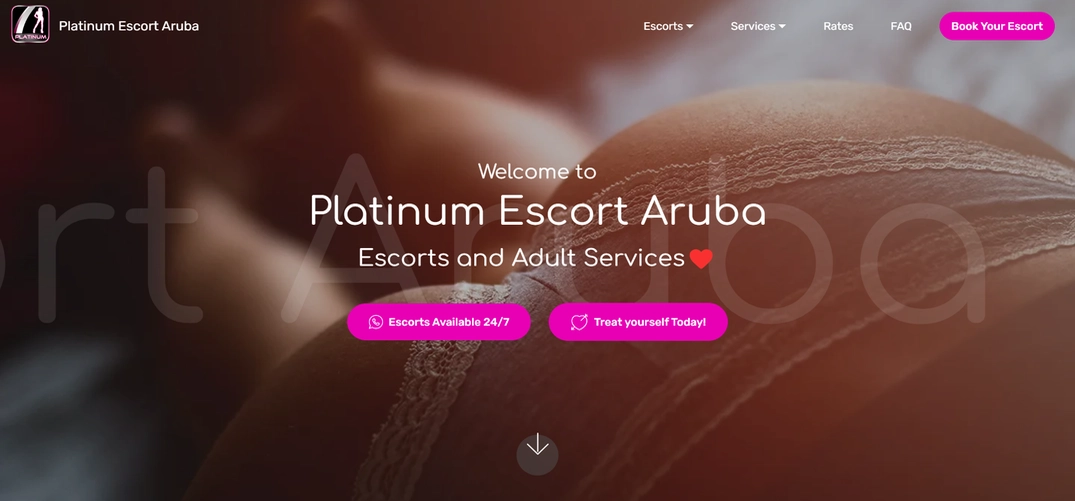 PLATINUM
Platinum Escort Aruba
Escorts
Services
Rates
FAQ
Book Your Escort
Welcome to
Platinum Escort Aruba
Escorts and Adult Services
Escorts Available 24/7
Treat yourself Today!
ort Aruba